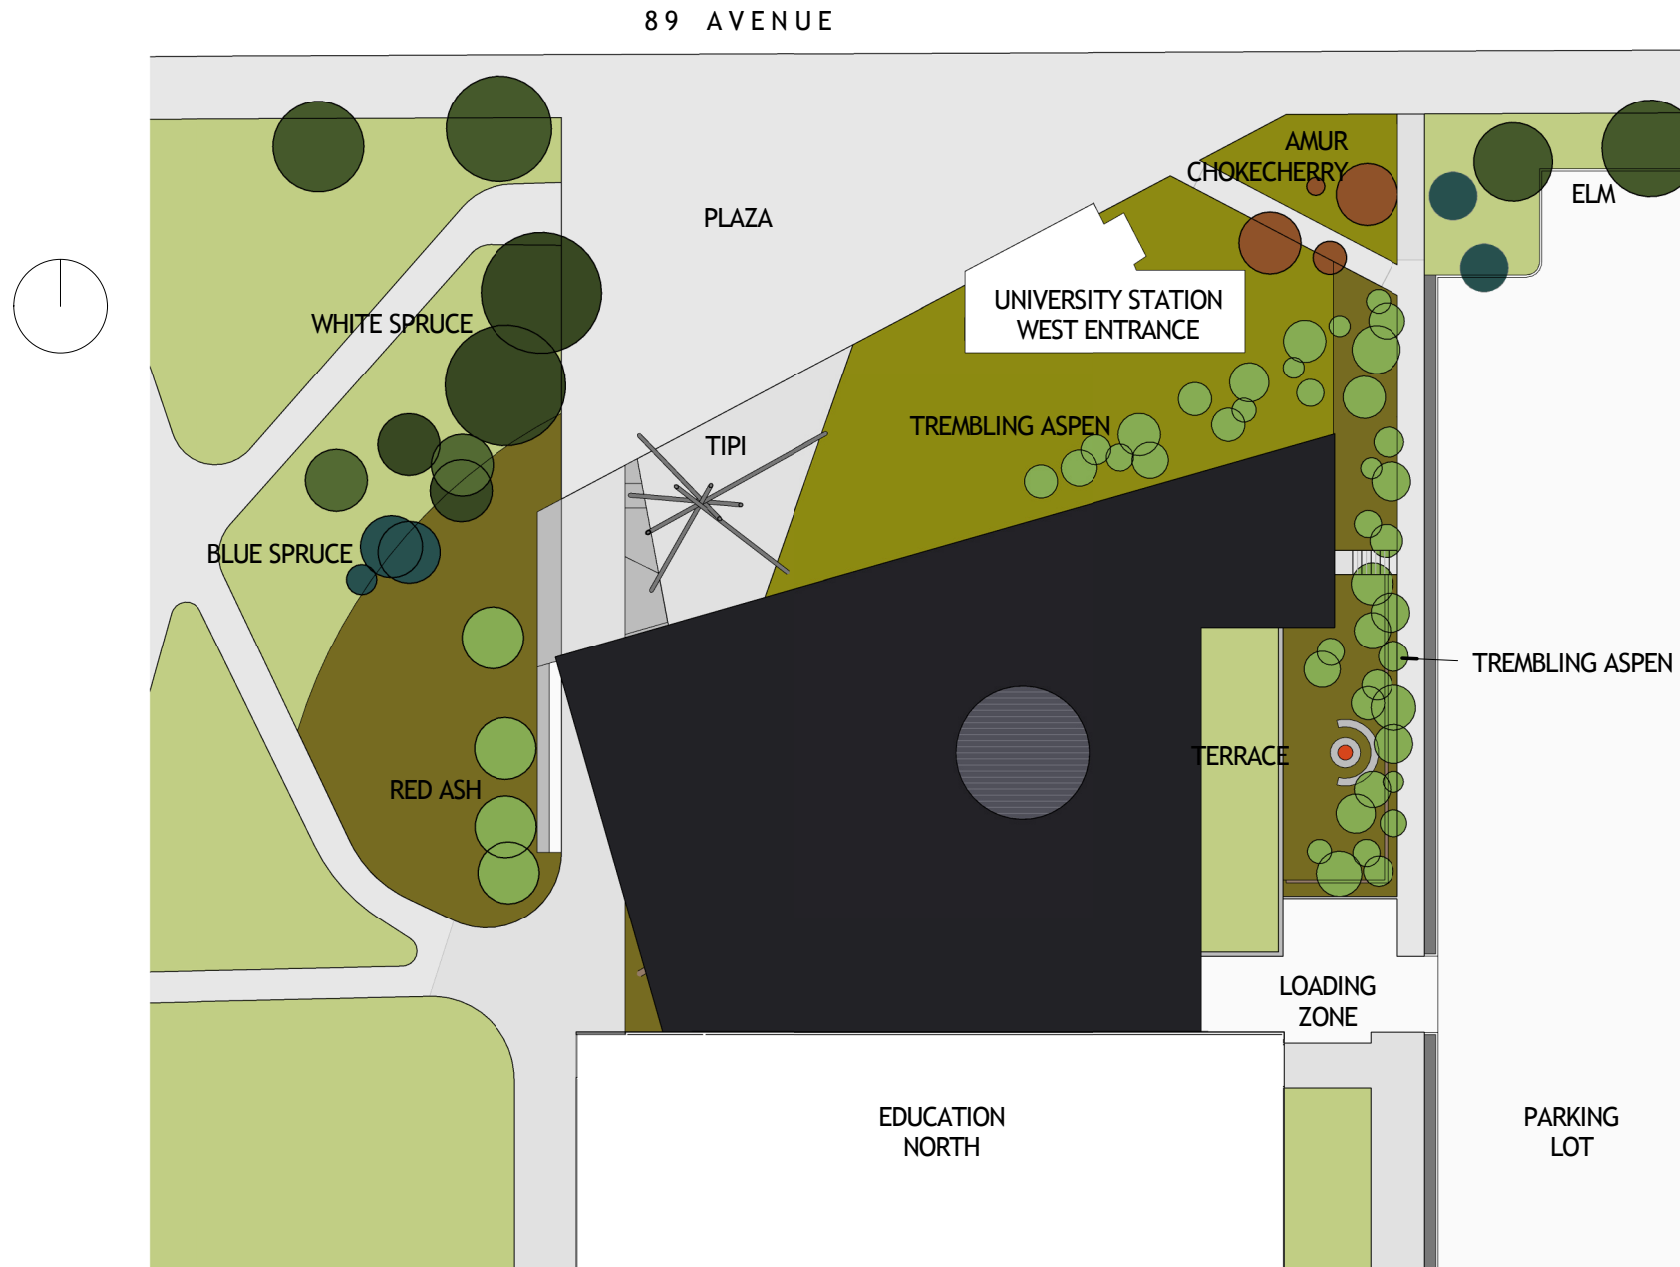 89 AVENUE
AMUR
CHOKECHERRY
ELM
PLAZA
UNIVERSITY STATION
WEST ENTRANCE
WHITE SPRUCE
TREMBLING ASPEN
TIPI
BLUE SPRUCE
TREMBLING ASPEN
TERRACE
RED ASH
LOADING
ZONE
EDUCATION
NORTH
PARKING
LOT